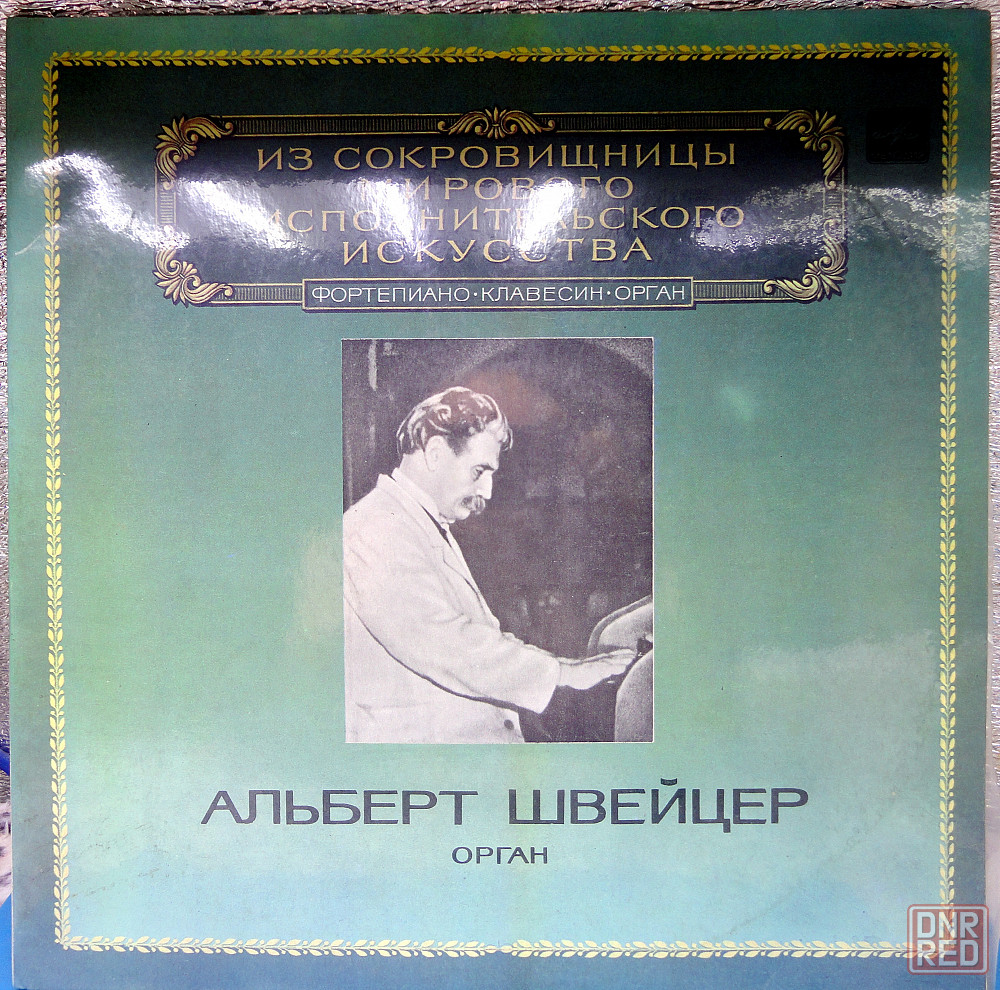 ИЗ СОКРОВИЩНИЦЫ
МИРОВОГО
ИСПОЛНИТЕЛЬСКОГО
ИСКУССТВА
ФОРТЕПИАНО·КЛАВЕСИН·ОРГАН
АЛЬБЕРТ ШВЕЙЦЕР
ОРГАН
DNR
RED